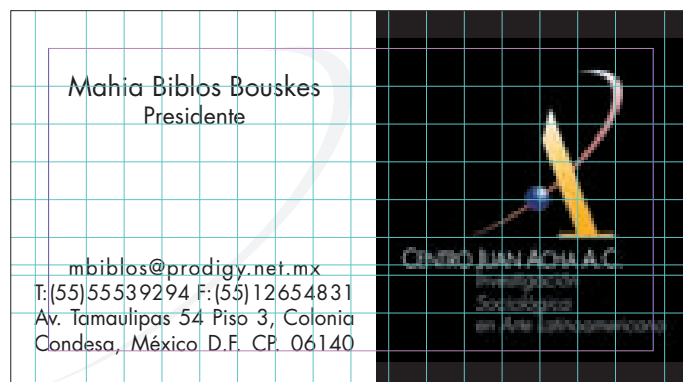 Mahia Biblos Bouskes
Presidente
mbiblos@prodigy.net.mx
T:(55)55539294 F:(55)12654831
Av. Tamaulipas 54 Piso 3, Colonia
Condesa, México D.F. CP. 06140
CENTRO JUAN ACHA A.C.
Investigación
Sociológica
en Arte Latinoamericano